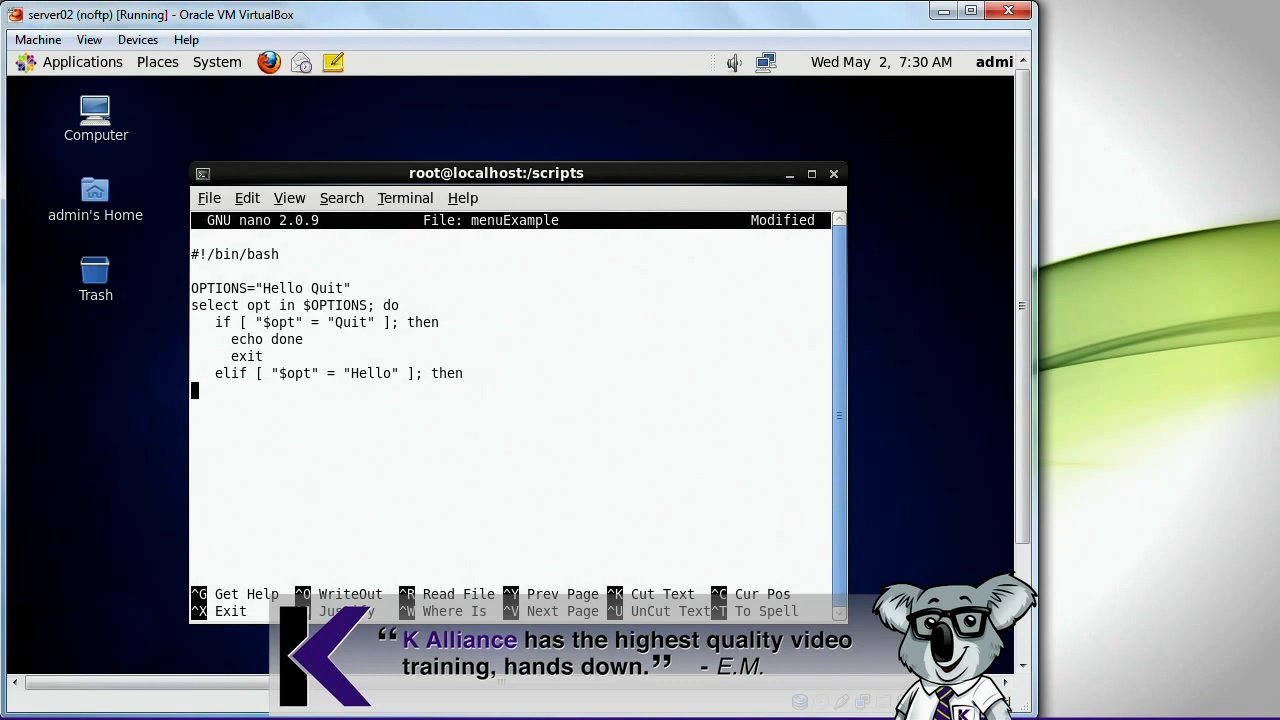 server02 (noftp) [Running] - Oracle VM VirtualBox
Machine View Devices Help
Applications Places System Wed May 2, 7:30 AM admi
Computer
admin's Home
Trash
root@localhost:/scripts
File Edit View Search Terminal Help
GNU nano 2.0.9 File: menuExample Modified
#!/bin/bash
OPTIONS="Hello Quit"
select opt in $OPTIONS; do
if [ "$opt" = "Quit" ]; then
echo done
exit
elif [ "$opt" = "Hello" ]; then
^G Get Help ^O WriteOut ^R Read File ^Y Prev Page ^K Cut Text ^C Cur Pos
^X Exit Justify ^W Where Is ^V Next Page ^U UnCut Text ^T To Spell
K
“K Alliance has the highest quality video
training, hands down.” - E.M.
K